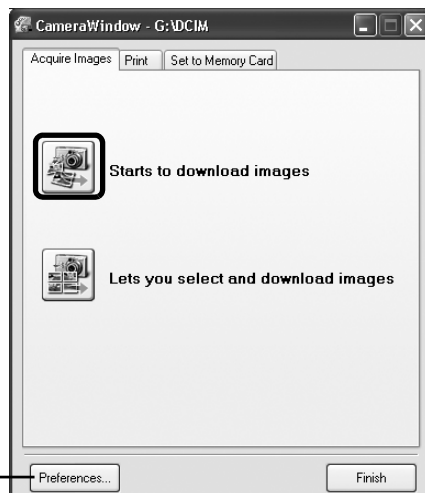 CameraWindow - G:\DCIM
Acquire Images Print Set to Memory Card
Starts to download images
Lets you select and download images
Preferences... Finish